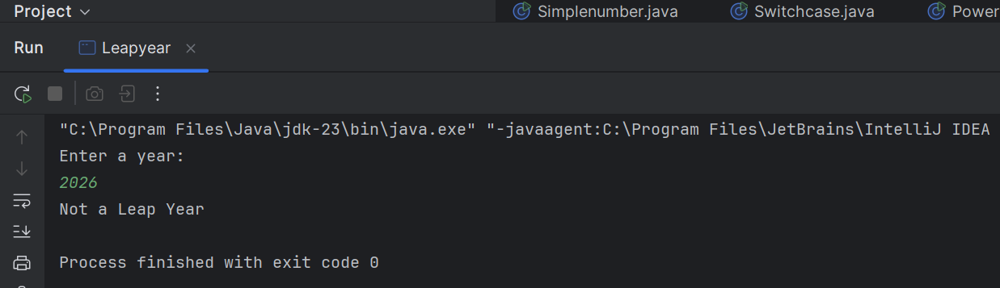 Project
Simplenumber.java
Switchcase.java
Power
Run
Leapyear
"C:\Program Files\Java\jdk-23\bin\java.exe" "-javaagent:C:\Program Files\JetBrains\IntelliJ IDEA
Enter a year:
2026
Not a Leap Year
Process finished with exit code 0